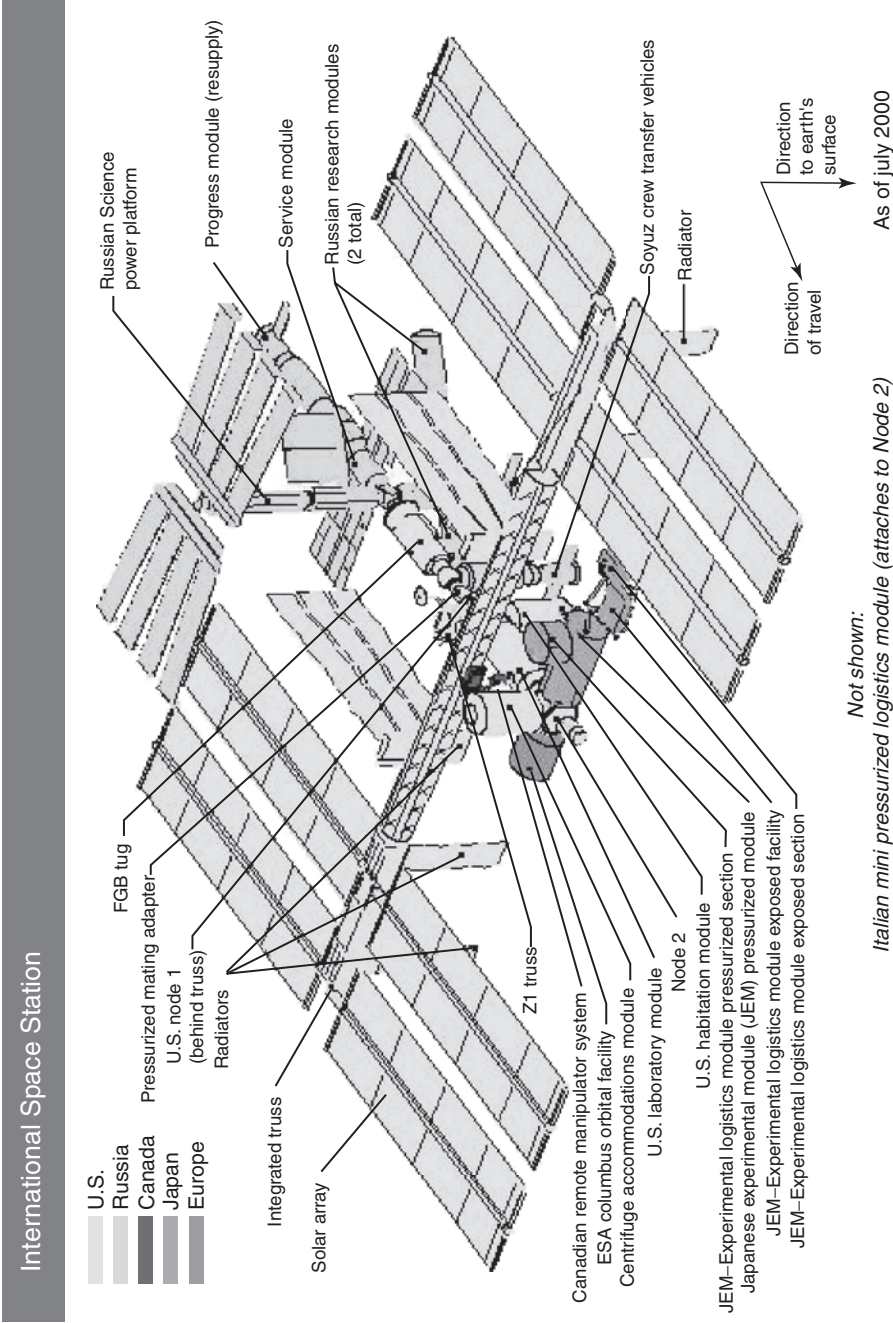 International Space Station
U.S.
Russia
Canada
Japan
Europe
Russian Science
power platform
Progress module (resupply)
Service module
Russian research modules
(2 total)
FGB tug
Pressurized mating adapter
U.S. node 1
(behind truss)
Radiators
Integrated truss
Solar array
Z1 truss
Soyuz crew transfer vehicles
Radiator
Canadian remote manipulator system
ESA columbus orbital facility
Centrifuge accommodations module
U.S. laboratory module
Node 2
U.S. habitation module
JEM–Experimental logistics module pressurized section
Japanese experimental module (JEM) pressurized module
JEM–Experimental logistics module exposed facility
JEM–Experimental logistics module exposed section
Direction
of travel
Direction
to earth's
surface
Not shown:
Italian mini pressurized logistics module (attaches to Node 2)
As of july 2000